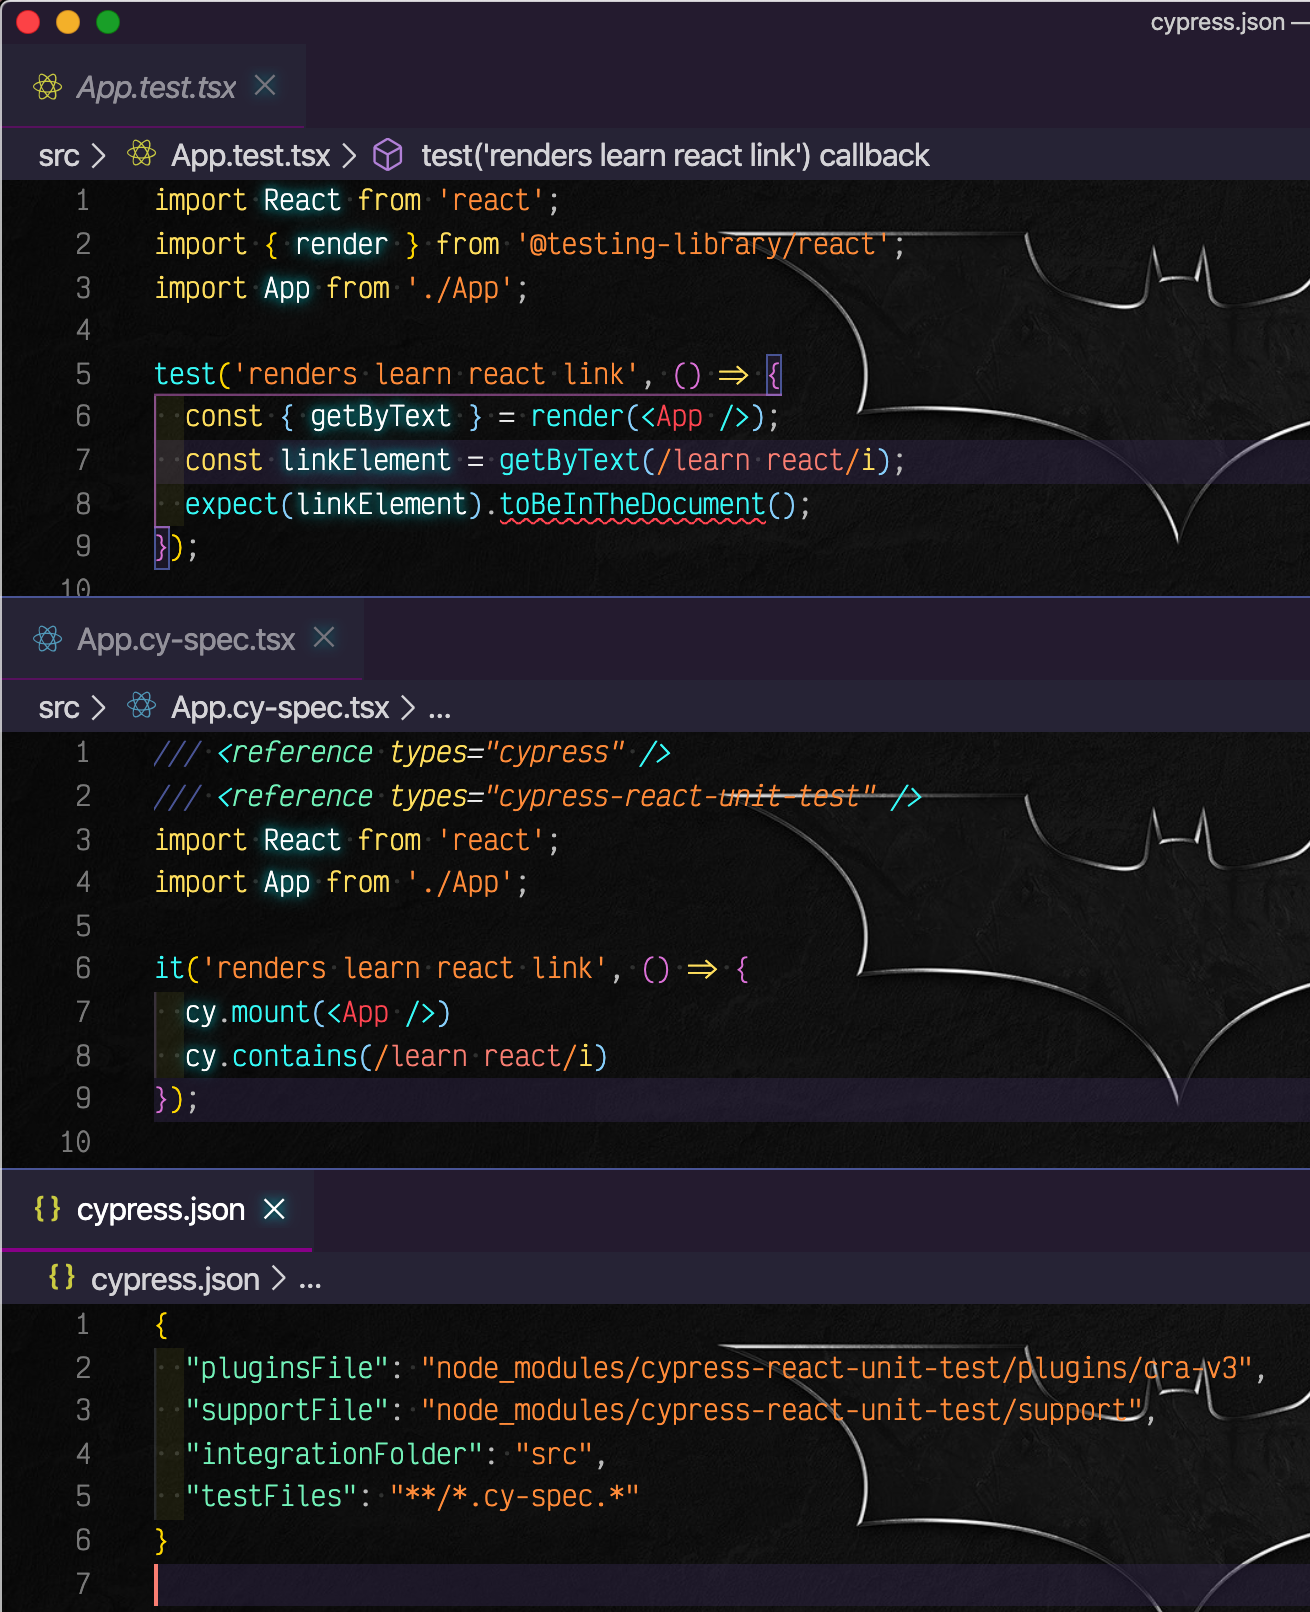 cypress.json —
App.test.tsx
src > App.test.tsx > test('renders learn react link') callback
1 import React from 'react';
2 import { render } from '@testing-library/react';
3 import App from './App';
4
5 test('renders learn react link', () => {
6 const { getByText } = render(<App />);
7 const linkElement = getByText(/learn react/i);
8 expect(linkElement).toBeInTheDocument();
9 });
10
App.cy-spec.tsx
src > App.cy-spec.tsx > ...
1 /// <reference types="cypress" />
2 /// <reference types="cypress-react-unit-test" />
3 import React from 'react';
4 import App from './App';
5
6 it('renders learn react link', () => {
7 cy.mount(<App />)
8 cy.contains(/learn react/i)
9 });
10
{} cypress.json
{} cypress.json > ...
1 {
2 "pluginsFile": "node_modules/cypress-react-unit-test/plugins/cra-v3",
3 "supportFile": "node_modules/cypress-react-unit-test/support",
4 "integrationFolder": "src",
5 "testFiles": "**/*.cy-spec.*"
6 }
7